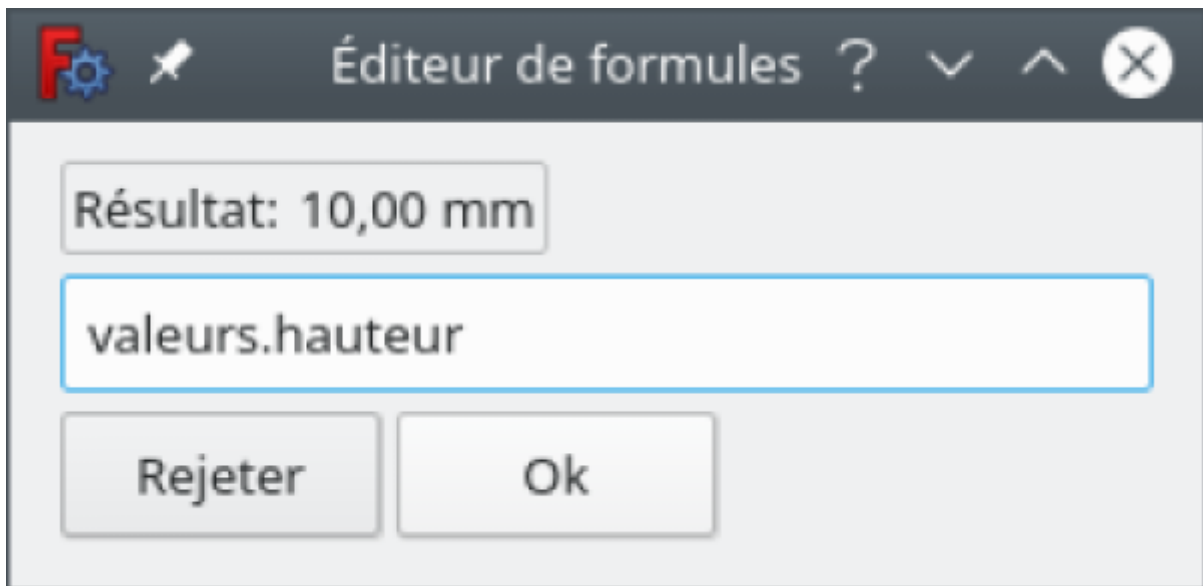 Éditeur de formules ?
Résultat: 10,00 mm
valeurs.hauteur
Rejeter Ok